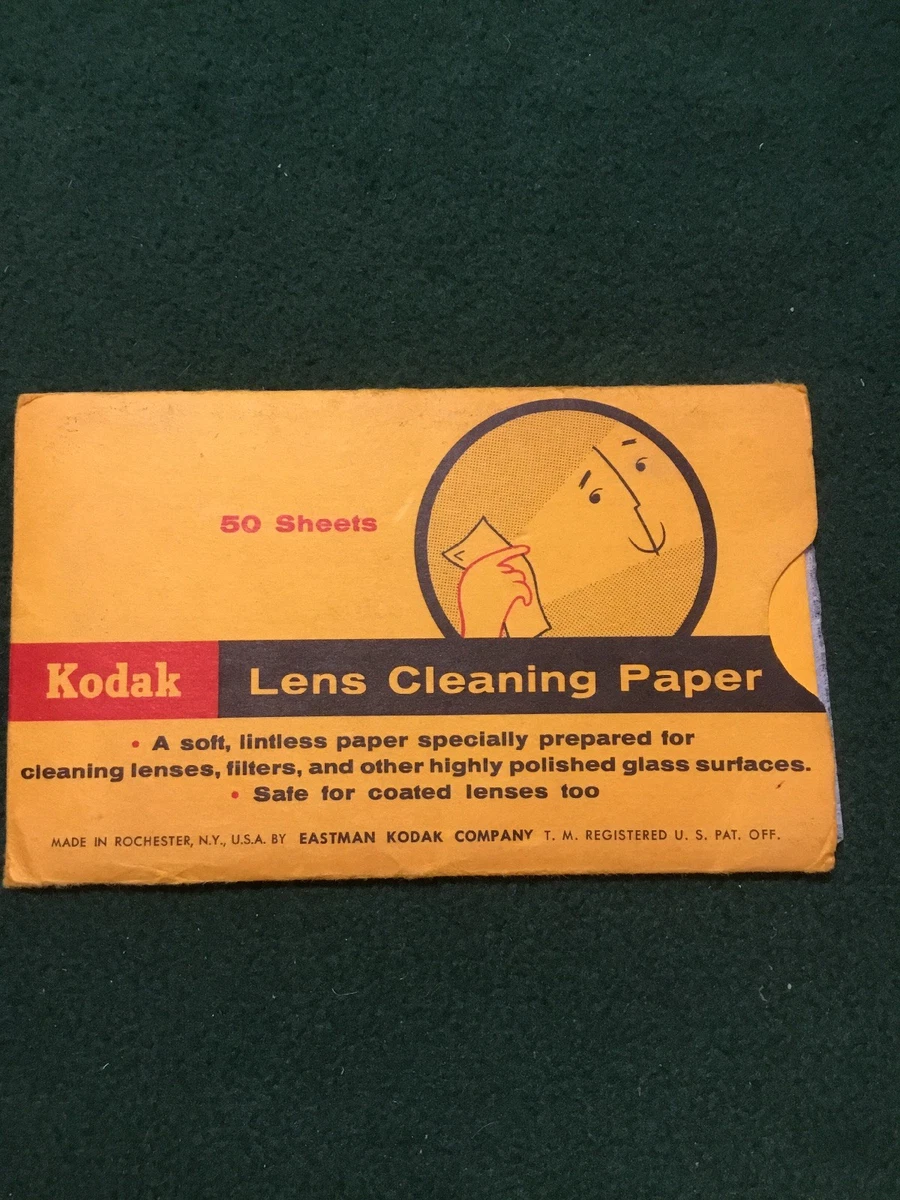 50 Sheets
Kodak Lens Cleaning Paper
• A soft, lintless paper specially prepared for
cleaning lenses, filters, and other highly polished glass surfaces.
• Safe for coated lenses too
MADE IN ROCHESTER, N.Y., U.S.A. BY EASTMAN KODAK COMPANY T. M. REGISTERED U. S. PAT. OFF.